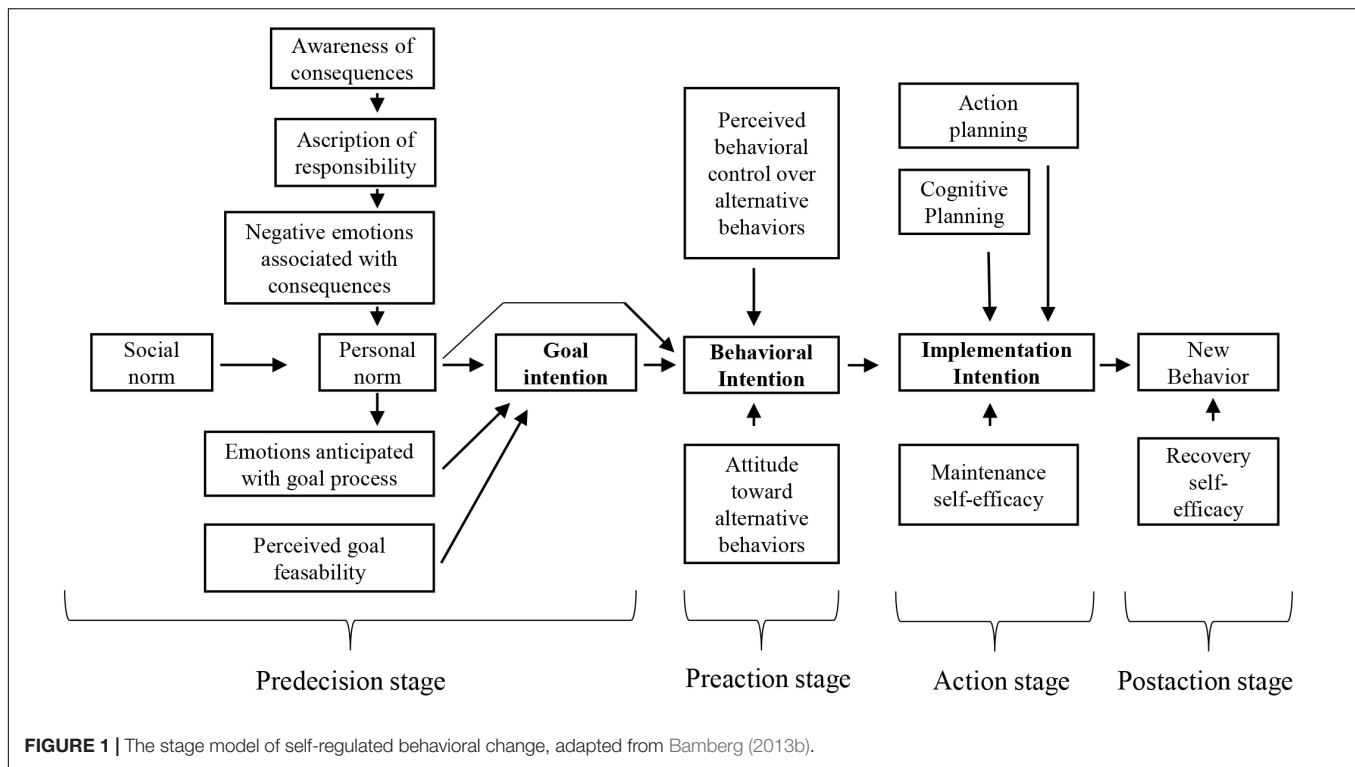 Awareness of
consequences
Ascription of
responsibility
Negative emotions
associated with
consequences
Social
norm
Personal
norm
Goal
intention
Emotions anticipated
with goal process
Perceived goal
feasability
Perceived
behavioral
control over
alternative
behaviors
Behavioral
Intention
Attitude
toward
alternative
behaviors
Action
planning
Cognitive
Planning
Implementation
Intention
Maintenance
self-efficacy
New
Behavior
Recovery
self-
efficacy
Predecision stage
Preaction stage
Action stage
Postaction stage
FIGURE 1 | The stage model of self-regulated behavioral change, adapted from Bamberg (2013b).